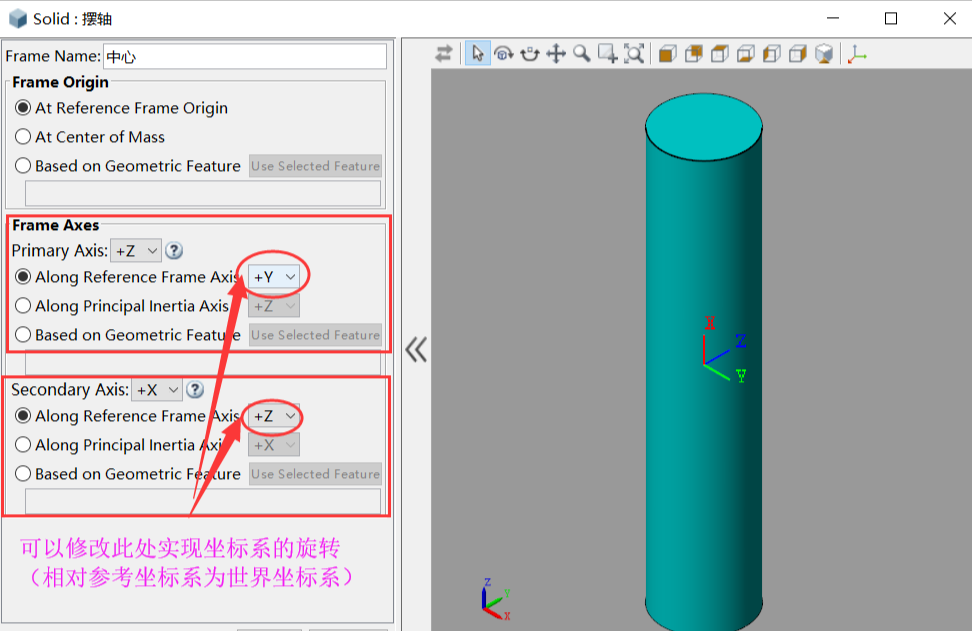 Solid : 摆轴
Frame Name: 中心
Frame Origin
At Reference Frame Origin
At Center of Mass
Based on Geometric Feature Use Selected Feature
Frame Axes
Primary Axis: +Z ?
Along Reference Frame Axis +Y
Along Principal Inertia Axis +Z
Based on Geometric Feature Use Selected Feature
Secondary Axis: +X ?
Along Reference Frame Axis +Z
Along Principal Inertia Axis +X
Based on Geometric Feature Use Selected Feature
可以修改此处实现坐标系的旋转
（相对参考坐标系为世界坐标系）
X
Z
Y
Z
Y
X